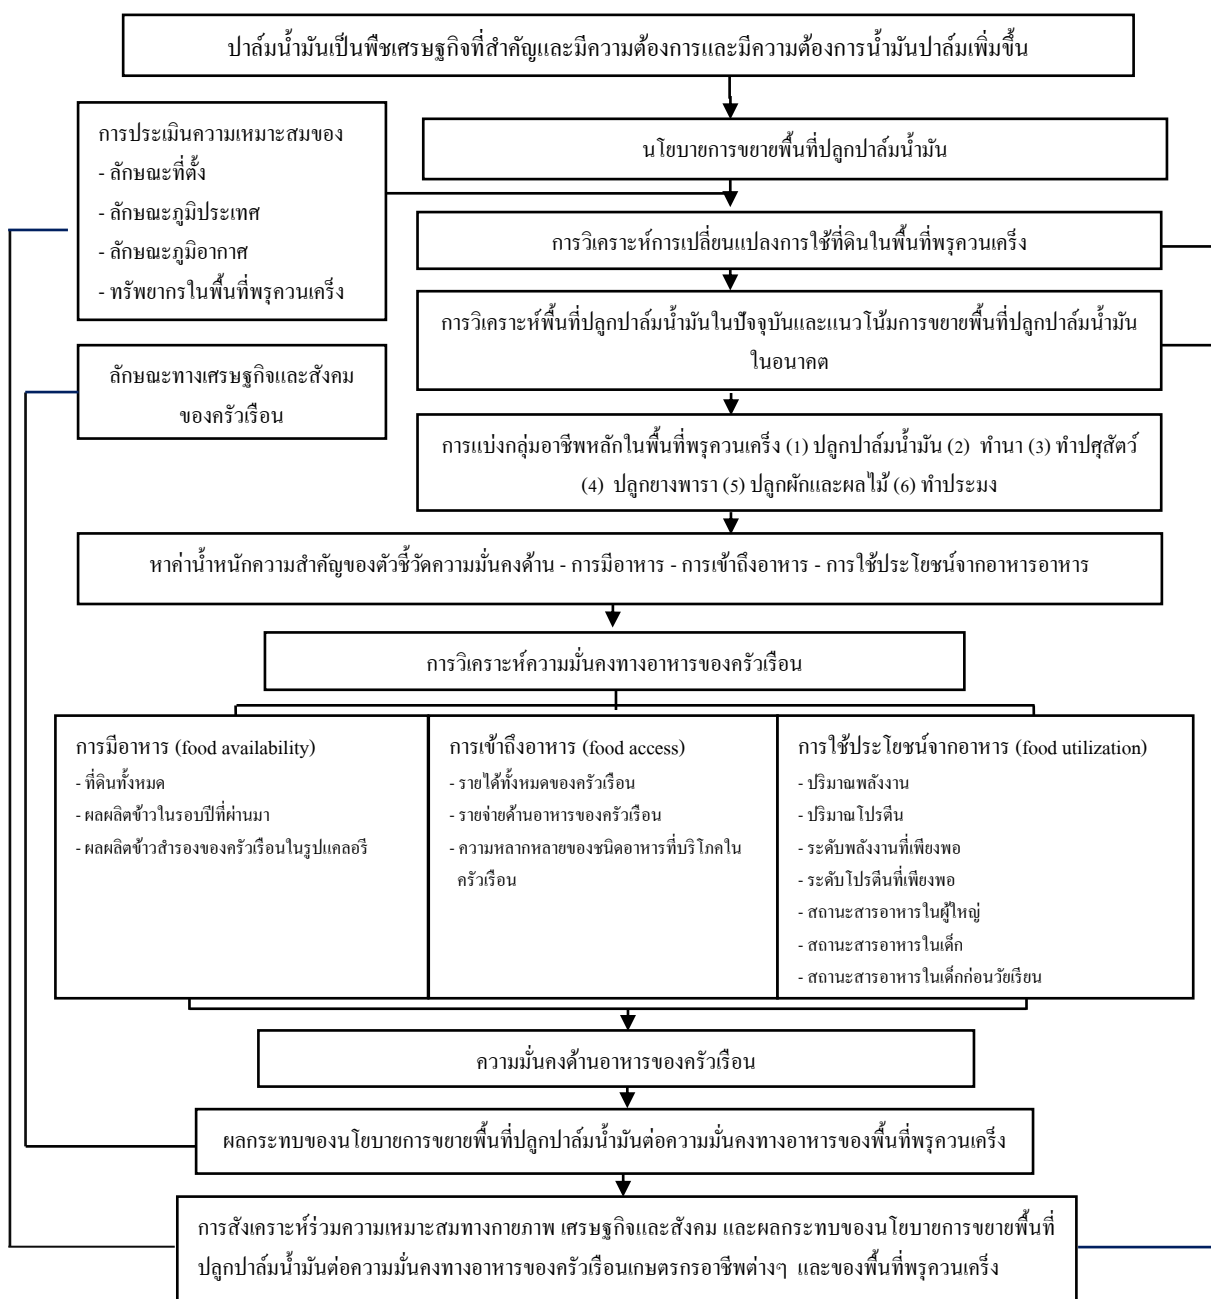 ปาล์มน้ำมันเป็นพืชเศรษฐกิจที่สำคัญและมีความต้องการและมีความต้องการน้ำมันปาล์มเพิ่มขึ้น
การประเมินความเหมาะสมของ
- ลักษณะที่ตั้ง
- ลักษณะภูมิประเทศ
- ลักษณะภูมิอากาศ
- ทรัพยากรในพื้นที่พรุควนเคร็ง
นโยบายการขยายพื้นที่ปลูกปาล์มน้ำมัน
การวิเคราะห์การเปลี่ยนแปลงการใช้ที่ดินในพื้นที่พรุควนเคร็ง
การวิเคราะห์พื้นที่ปลูกปาล์มน้ำมันในปัจจุบันและแนวโน้มการขยายพื้นที่ปลูกปาล์มน้ำมัน
ในอนาคต
ลักษณะทางเศรษฐกิจและสังคม
ของครัวเรือน
การแบ่งกลุ่มอาชีพหลักในพื้นที่พรุควนเคร็ง (1) ปลูกปาล์มน้ำมัน (2) ทำนา (3) ทำปศุสัตว์
(4) ปลูกยางพารา (5) ปลูกผักและผลไม้ (6) ทำประมง
หาค่าน้ำหนักความสำคัญของตัวชี้วัดความมั่นคงด้าน - การมีอาหาร - การเข้าถึงอาหาร - การใช้ประโยชน์จากอาหารอาหาร
การวิเคราะห์ความมั่นคงทางอาหารของครัวเรือน
การมีอาหาร (food availability)
- ที่ดินทั้งหมด
- ผลผลิตข้าวในรอบปีที่ผ่านมา
- ผลผลิตข้าวสำรองของครัวเรือนในรูปแคลอรี
การเข้าถึงอาหาร (food access)
- รายได้ทั้งหมดของครัวเรือน
- รายจ่ายด้านอาหารของครัวเรือน
- ความหลากหลายของชนิดอาหารที่บริโภคใน
ครัวเรือน
การใช้ประโยชน์จากอาหาร (food utilization)
- ปริมาณพลังงาน
- ปริมาณโปรตีน
- ระดับพลังงานที่เพียงพอ
- ระดับโปรตีนที่เพียงพอ
- สถานะสารอาหารในผู้ใหญ่
- สถานะสารอาหารในเด็ก
- สถานะสารอาหารในเด็กก่อนวัยเรียน
ความมั่นคงด้านอาหารของครัวเรือน
ผลกระทบของนโยบายการขยายพื้นที่ปลูกปาล์มน้ำมันต่อความมั่นคงทางอาหารของพื้นที่พรุควนเคร็ง
การสังเคราะห์ร่วมความเหมาะสมทางกายภาพ เศรษฐกิจและสังคม และผลกระทบของนโยบายการขยายพื้นที่
ปลูกปาล์มน้ำมันต่อความมั่นคงทางอาหารของครัวเรือนเกษตรกรอาชีพต่างๆ และของพื้นที่พรุควนเคร็ง